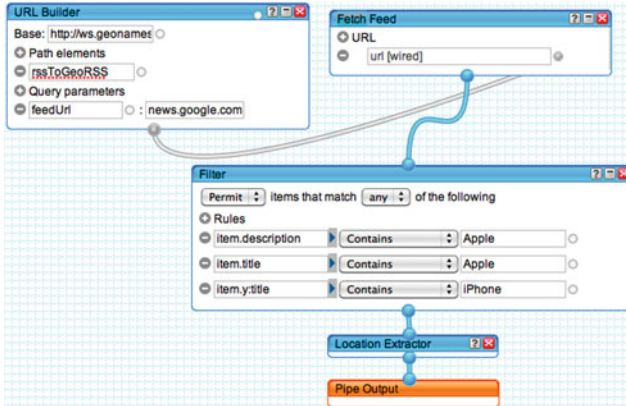 URL Builder
Base: http://ws.geonames
Path elements
rssToGeoRSS
Query parameters
feedUrl : news.google.com
Fetch Feed
URL
url [wired]
Filter
Permit items that match any of the following
Rules
item.description Contains Apple
item.title Contains Apple
item.y:title Contains iPhone
Location Extractor
Pipe Output